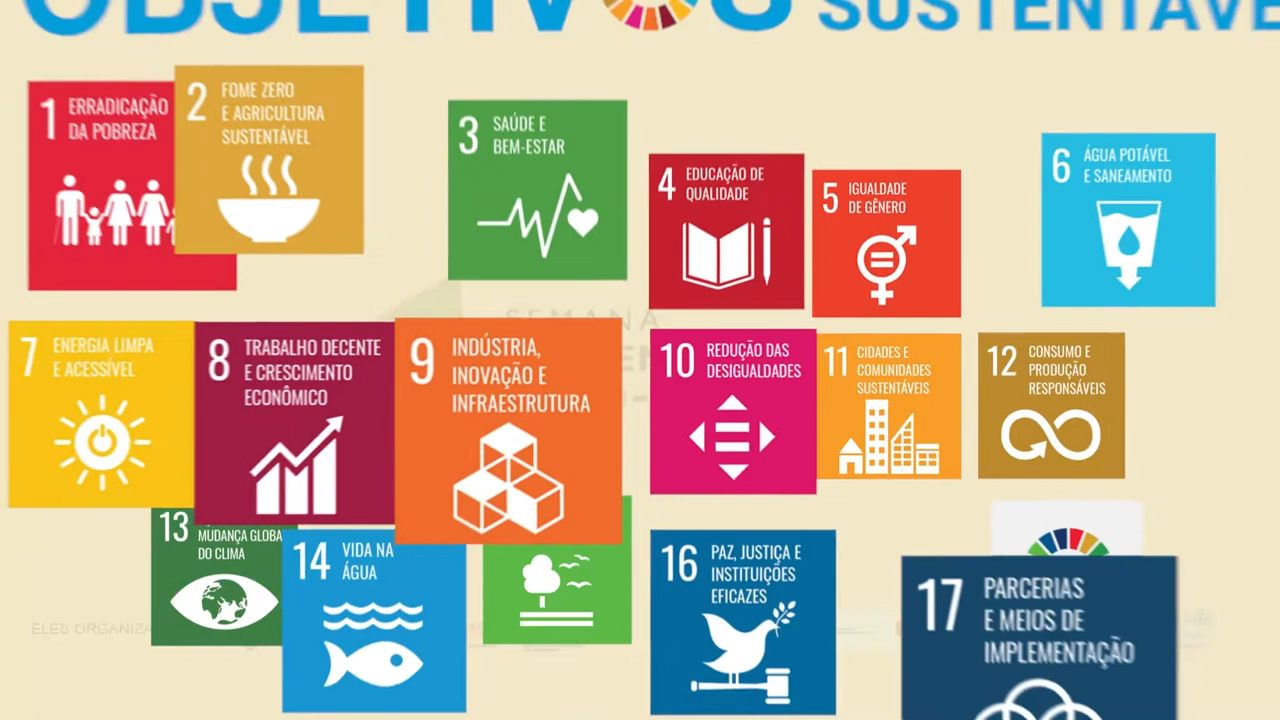 OBJETIVOS
SUSTENTÁVE
1 ERRADICAÇÃO
DA POBREZA
2 FOME ZERO
E AGRICULTURA
SUSTENTÁVEL
3 SAÚDE E
BEM-ESTAR
4 EDUCAÇÃO DE
QUALIDADE
5 IGUALDADE
DE GÊNERO
6 ÁGUA POTÁVEL
E SANEAMENTO
SEMANA
7 ENERGIA LIMPA
E ACESSÍVEL
8 TRABALHO DECENTE
E CRESCIMENTO
ECONÔMICO
9 INDÚSTRIA,
INOVAÇÃO E
INFRAESTRUTURA
10 REDUÇÃO DAS
DESIGUALDADES
11 CIDADES E
COMUNIDADES
SUSTENTÁVEIS
12 CONSUMO E
PRODUÇÃO
RESPONSÁVEIS
13 MUDANÇA GLOBA
DO CLIMA
14 VIDA NA
ÁGUA
16 PAZ, JUSTIÇA E
INSTITUIÇÕES
EFICAZES
17 PARCERIAS
E MEIOS DE
IMPLEMENTAÇÃO
ELES ORGANIZA